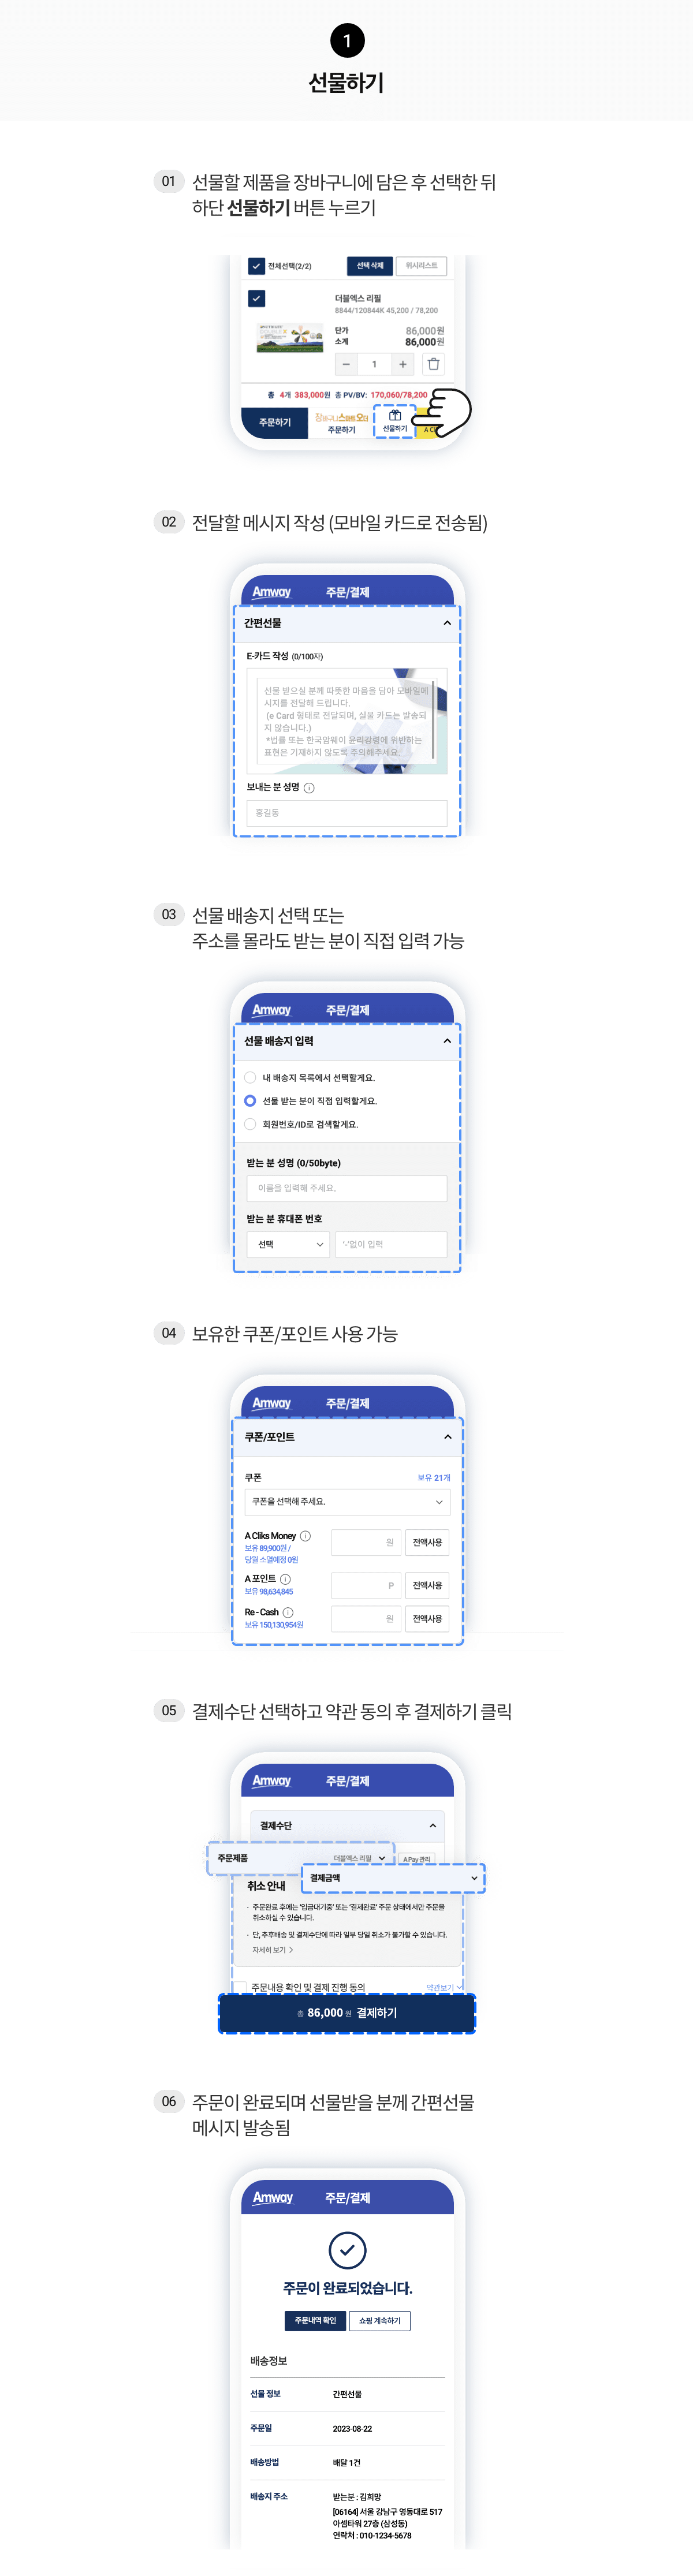 1
선물하기
01 선물할 제품을 장바구니에 담은 후 선택한 뒤
하단 선물하기 버튼 누르기
전체선택(2/2) 선택 삭제 위시리스트
더블엑스 리필
8844/120844K 45,200 / 78,200
단가 86,000원
소계 86,000원
1
총 4개 383,000원 총 PV/BV: 170,060/78,200
주문하기
장바구니 스마트 오더
주문하기
선물하기
02 전달할 메시지 작성 (모바일 카드로 전송됨)
Amway 주문/결제
간편선물
E-카드 작성 (0/100자)
선물 받으실 분께 따뜻한 마음을 담아 모바일메
시지를 전달해 드립니다.
(e Card 형태로 전달되며, 실물 카드는 발송되
지 않습니다.)
*법률 또는 한국암웨이 윤리강령에 위반하는
표현은 기재하지 않도록 주의해주세요.
보내는 분 성명
홍길동
03 선물 배송지 선택 또는
주소를 몰라도 받는 분이 직접 입력 가능
Amway 주문/결제
선물 배송지 입력
내 배송지 목록에서 선택할게요.
선물 받는 분이 직접 입력할게요.
회원번호/ID로 검색할게요.
받는 분 성명 (0/50byte)
이름을 입력해 주세요.
받는 분 휴대폰 번호
선택 '-'없이 입력
04 보유한 쿠폰/포인트 사용 가능
Amway 주문/결제
쿠폰/포인트
쿠폰 보유 21개
쿠폰을 선택해 주세요.
A Cliks Money 원 전액사용
보유 89,900원 /
당월 소멸예정 0원
A 포인트 P 전액사용
보유 98,634,845
Re - Cash 원 전액사용
보유 150,130,954원
05 결제수단 선택하고 약관 동의 후 결제하기 클릭
Amway 주문/결제
결제수단
주문제품 더블엑스 리필 A Pay 관리
결제금액
취소 안내
· 주문완료 후에는 '입금대기중' 또는 '결제완료' 주문 상태에서만 주문을
취소하실 수 있습니다.
· 단, 추후배송 및 결제수단에 따라 일부 당일 취소가 불가할 수 있습니다.
자세히 보기 >
주문내용 확인 및 결제 진행 동의 약관보기
총 86,000 원 결제하기
06 주문이 완료되며 선물받을 분께 간편선물
메시지 발송됨
Amway 주문/결제
주문이 완료되었습니다.
주문내역 확인 쇼핑 계속하기
배송정보
선물 정보 간편선물
주문일 2023-08-22
배송방법 배달 1건
배송지 주소 받는분 : 김희망
[06164] 서울 강남구 영동대로 517
아셈타워 27층 (삼성동)
연락처 : 010-1234-5678